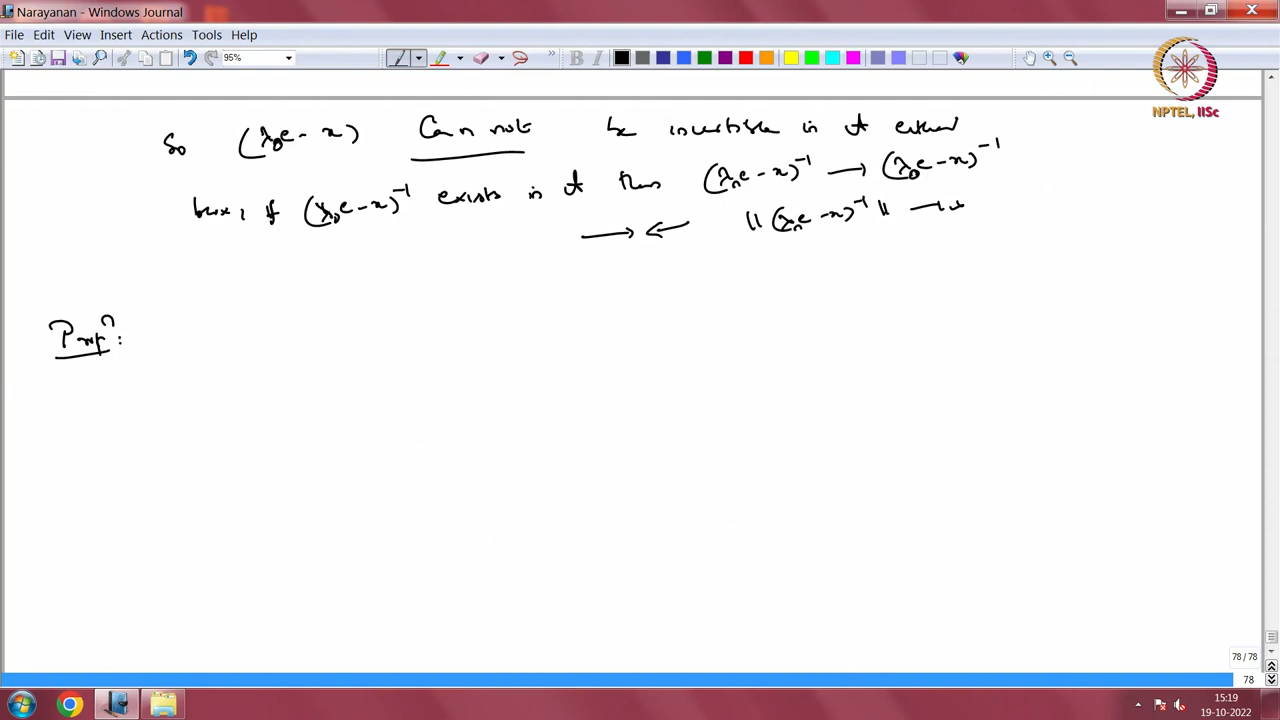 Narayanan - Windows Journal
File Edit View Insert Actions Tools Help
95%
NPTEL, IISc
So (λ₀e - x) Can not be invertible in A either
becoz, if (λ₀e - x)⁻¹ exists in A then (λₙe - x)⁻¹ → (λ₀e - x)⁻¹
→ ← ‖(λₙe - x)⁻¹‖ → ∞
Propⁿ:
78 / 78
78
15:19
19-10-2022